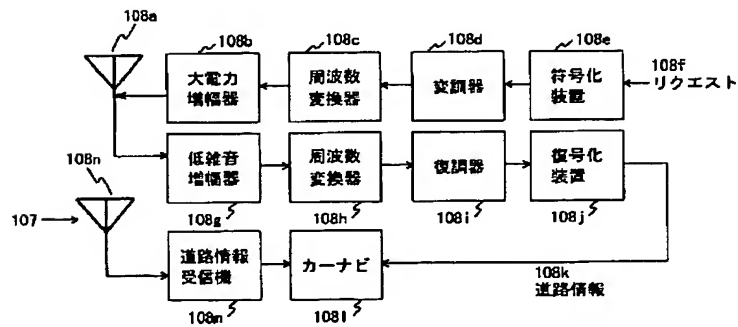 108a
108b
108c
108d
108e
大電力
増幅器
周波数
変換器
変調器
符号化
装置
108f
リクエスト
108n
低雑音
増幅器
周波数
変換器
復調器
復号化
装置
107
108g
108h
108i
108j
道路情報
受信機
カーナビ
108k
道路情報
108m
108l